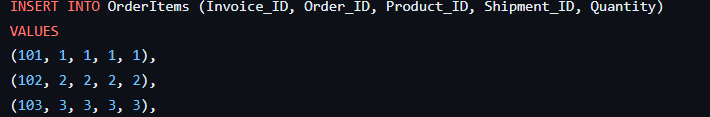 INSERT INTO OrderItems (Invoice_ID, Order_ID, Product_ID, Shipment_ID, Quantity)
VALUES
(101, 1, 1, 1, 1),
(102, 2, 2, 2, 2),
(103, 3, 3, 3, 3),